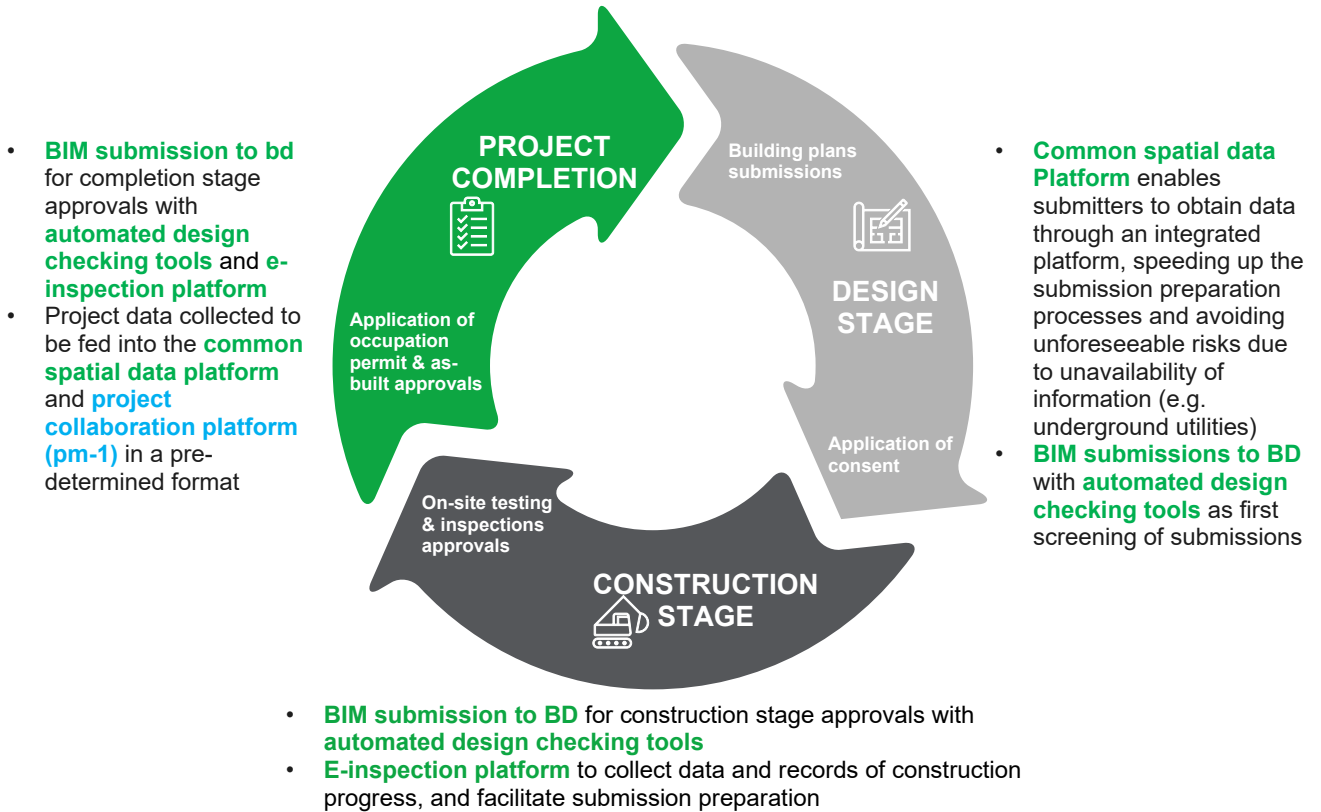 PROJECT
COMPLETION
Application of
occupation
permit & as-
built approvals
Building plans
submissions
DESIGN
STAGE
Application of
consent
On-site testing
& inspections
approvals
CONSTRUCTION
STAGE
• BIM submission to bd
for completion stage
approvals with
automated design
checking tools and e-
inspection platform
• Project data collected to
be fed into the common
spatial data platform
and project
collaboration platform
(pm-1) in a pre-
determined format
• Common spatial data
Platform enables
submitters to obtain data
through an integrated
platform, speeding up the
submission preparation
processes and avoiding
unforeseeable risks due
to unavailability of
information (e.g.
underground utilities)
• BIM submissions to BD
with automated design
checking tools as first
screening of submissions
• BIM submission to BD for construction stage approvals with
automated design checking tools
• E-inspection platform to collect data and records of construction
progress, and facilitate submission preparation